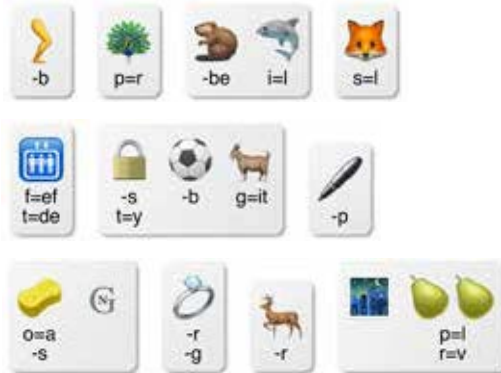 -b p=r -be i=l s=l
f=ef -s -b g=it
t=de t=y -p
o=a -r p=l
-s -g -r r=v